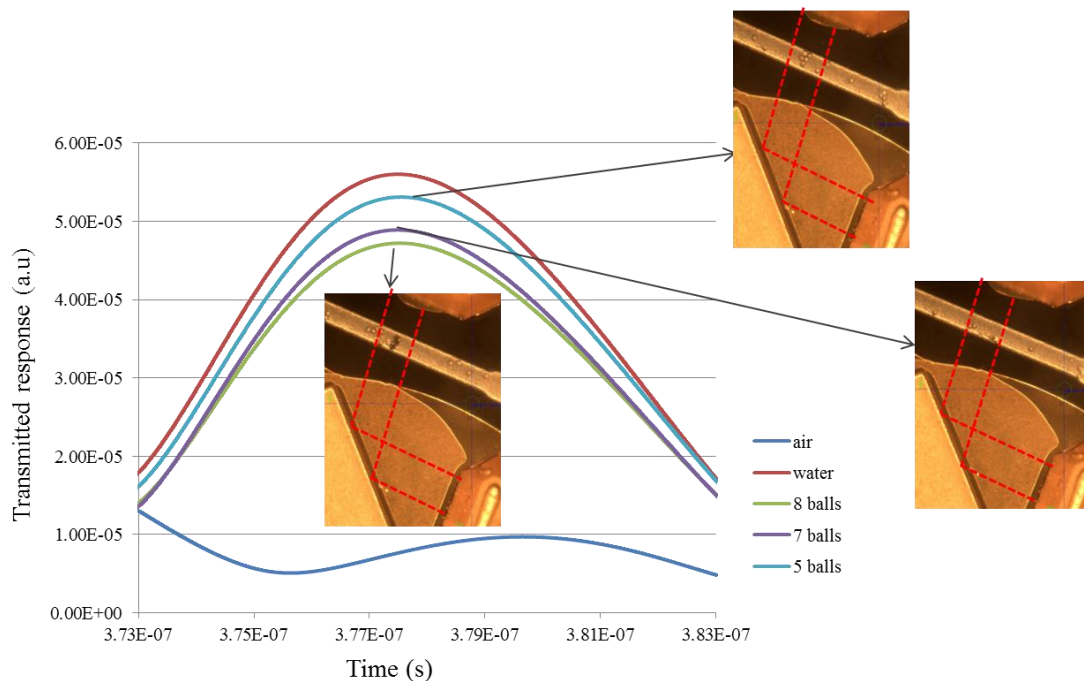 6.00E-05
5.00E-05
4.00E-05
3.00E-05
2.00E-05
1.00E-05
0.00E+00
Transmitted response (a.u)
3.73E-07 3.75E-07 3.77E-07 3.79E-07 3.81E-07 3.83E-07
Time (s)
air
water
8 balls
7 balls
5 balls